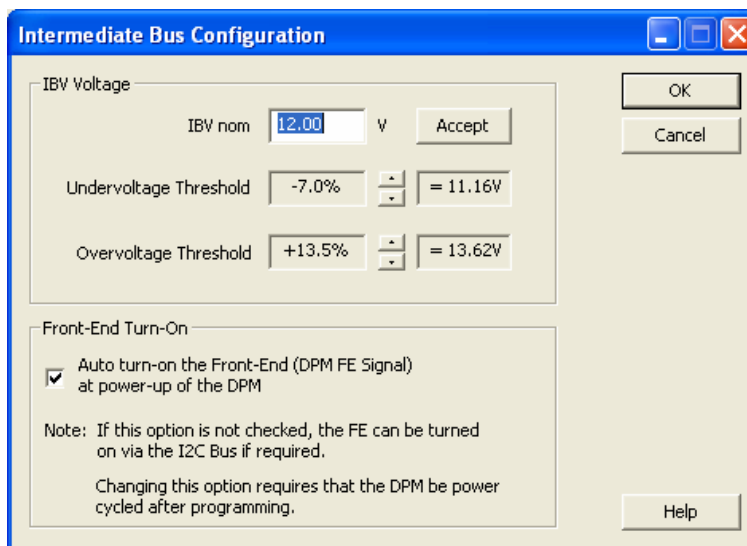 Intermediate Bus Configuration
IBV Voltage
IBV nom 12.00 V Accept
Undervoltage Threshold -7.0% = 11.16V
Overvoltage Threshold +13.5% = 13.62V
OK
Cancel
Front-End Turn-On
Auto turn-on the Front-End (DPM FE Signal)
at power-up of the DPM
Note: If this option is not checked, the FE can be turned
on via the I2C Bus if required.
Changing this option requires that the DPM be power
cycled after programming.
Help